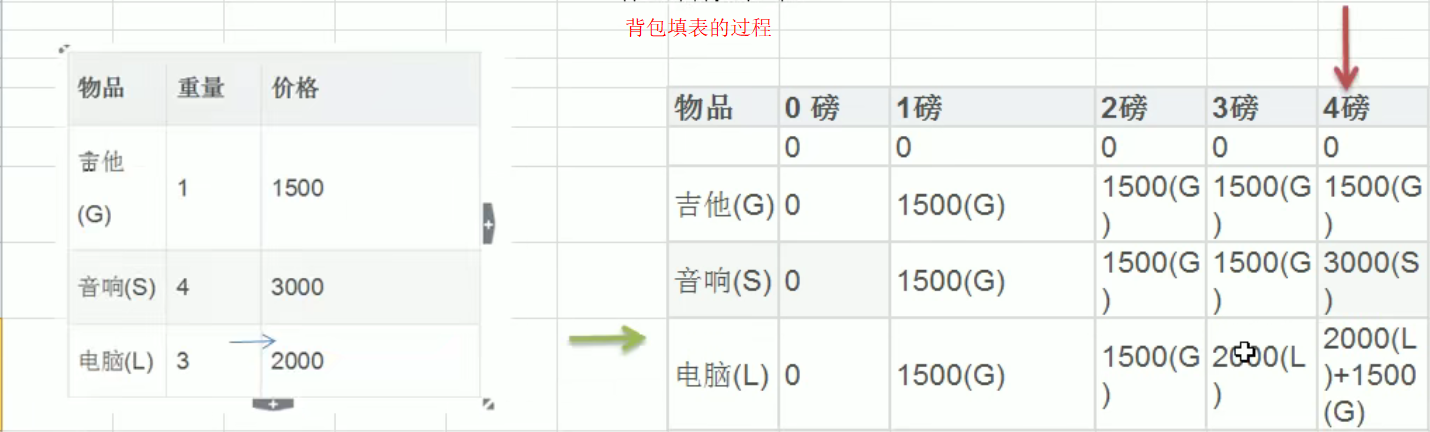 背包填表的过程
物品 重量 价格
吉他
(G) 1 1500
音响(S) 4 3000
电脑(L) 3 2000
物品 0 磅 1磅 2磅 3磅 4磅
0 0 0 0 0
吉他(G) 0 1500(G) 1500(G) 1500(G) 1500(G)
音响(S) 0 1500(G) 1500(G) 1500(G) 3000(S)
电脑(L) 0 1500(G) 1500(G) 2000(L) 2000(L)+1500(G)